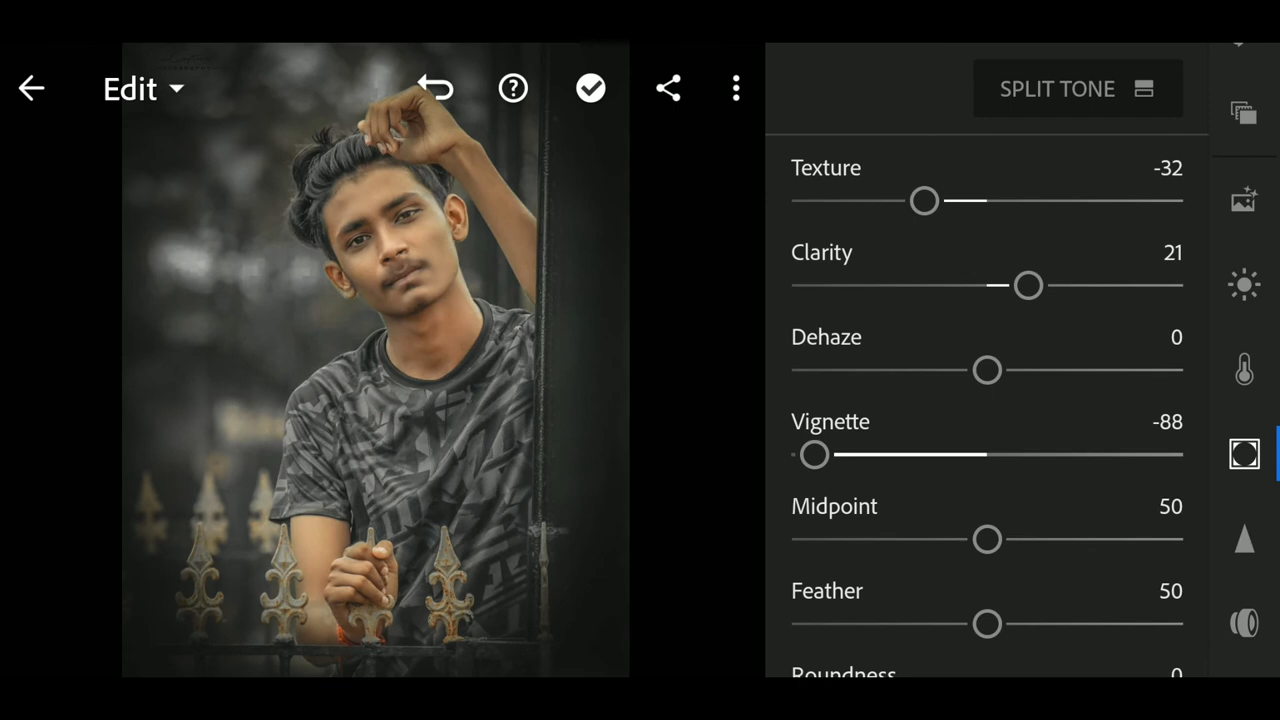 Edit
SPLIT TONE
Texture -32
Clarity 21
Dehaze 0
Vignette -88
Midpoint 50
Feather 50
Roundness 0